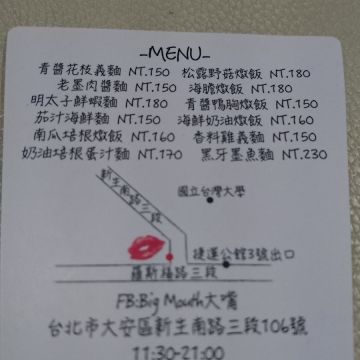 -MENU-
青醬花枝義麵 NT.150 松露野菇燉飯 NT.180
老墨肉醬麵 NT.150 海膽燉飯 NT.180
明太子鮮蝦麵 NT.180 青醬鴨胸燉飯 NT.150
茄汁海鮮麵 NT.150 海鮮奶油燉飯 NT.160
南瓜培根燉飯 NT.160 香料雞義麵 NT.150
奶油培根蛋汁麵 NT.170 黑牙墨魚麵 NT.230
新生南路三段
國立台灣大學
捷運公館3號出口
羅斯福路三段
FB:Big Mouth大嘴
台北市大安區新生南路三段106號
11:30-21:00